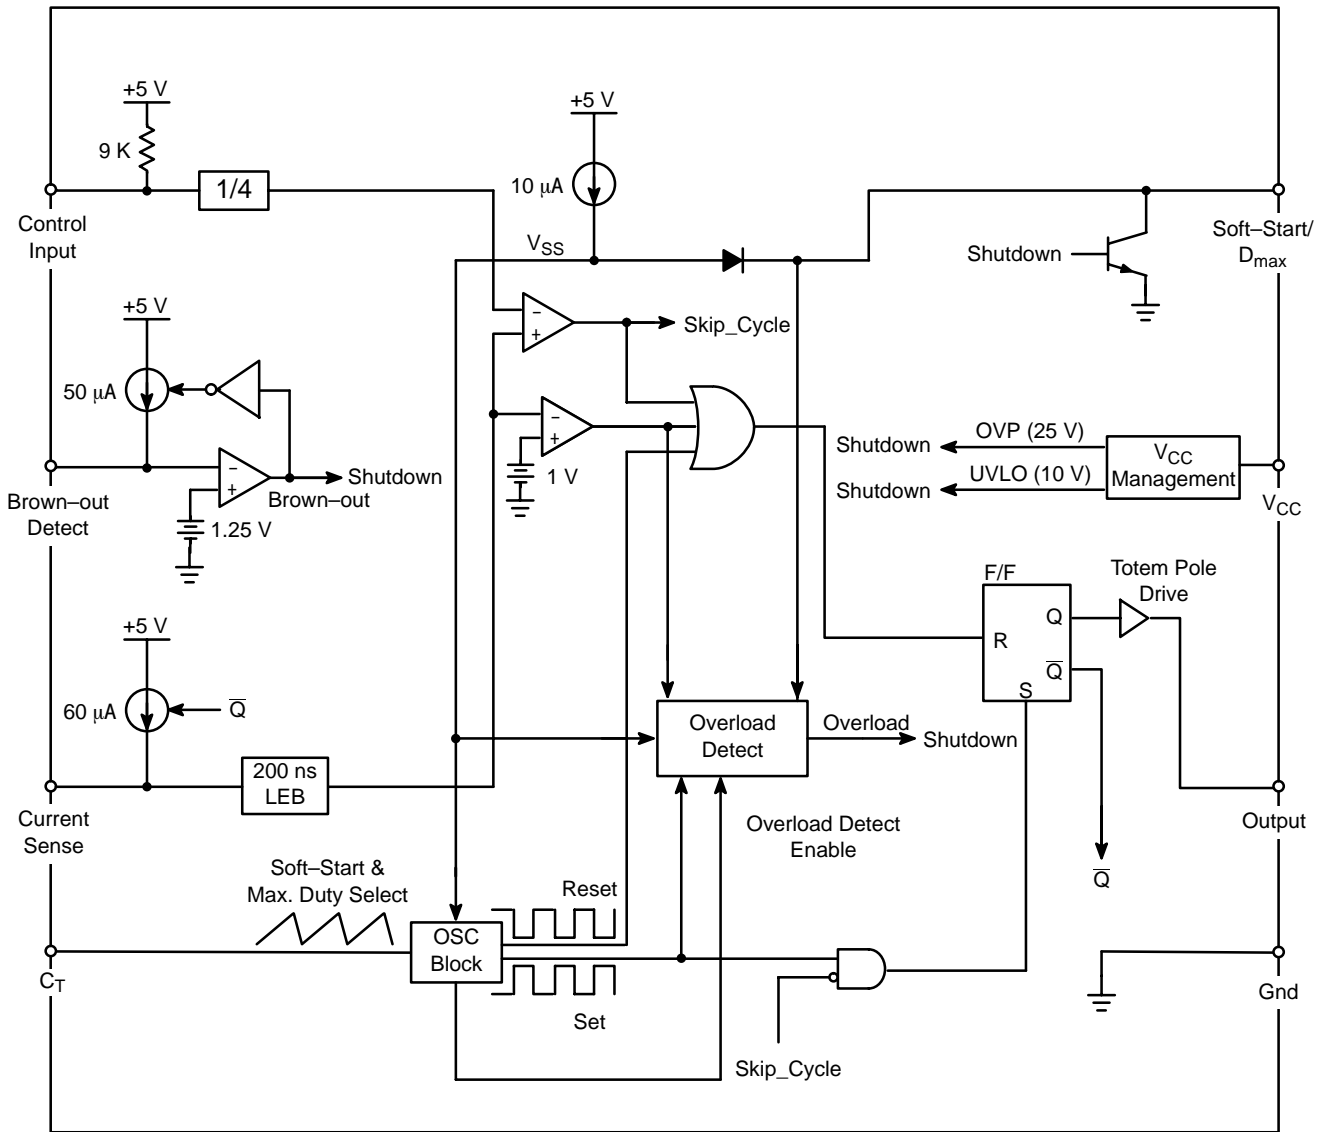 +5 V
+5 V
9 K
1/4
10 µA
Control
Input
VSS
Soft–Start/
Dmax
Shutdown
+5 V
–
+
Skip_Cycle
50 µA
–
+
1 V
OVP (25 V)
Shutdown
VCC
Management
UVLO (10 V)
Shutdown
VCC
–
+
Shutdown
Brown–out
Brown–out
Detect
1.25 V
F/F
Totem Pole
Drive
+5 V
Q
R
Q̅
S
60 µA
Q̅
Overload
Detect
Overload
Shutdown
200 ns
LEB
Current
Sense
Output
Overload Detect
Enable
Soft–Start &
Max. Duty Select
Reset
Q̅
OSC
Block
CT
Set
Gnd
Skip_Cycle